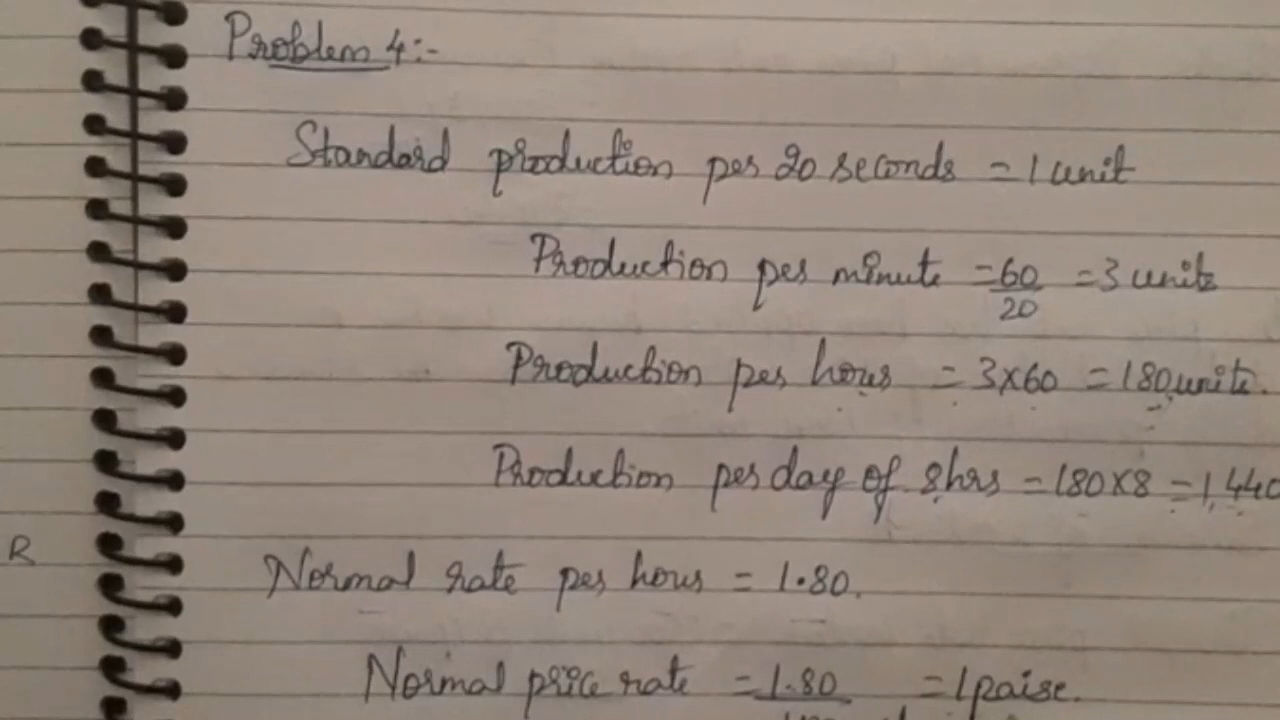 Problem 4:-
Standard production per 20 seconds = 1 unit
Production per minute = 60/20 = 3 units
Production per hour = 3x60 = 180 units.
Production per day of 8hrs = 180x8 = 1,440
R
Normal rate per hour = 1.80.
Normal price rate = 1.80 = 1 paise.